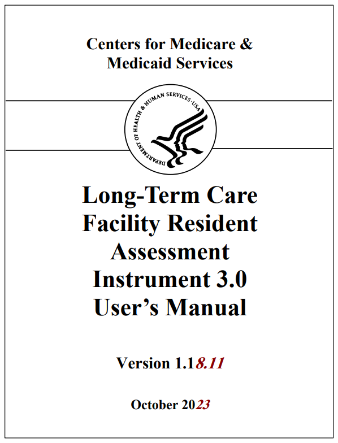 Centers for Medicare &
Medicaid Services
DEPARTMENT OF HEALTH & HUMAN SERVICES • USA
Long-Term Care
Facility Resident
Assessment
Instrument 3.0
User’s Manual
Version 1.18.11
October 2023